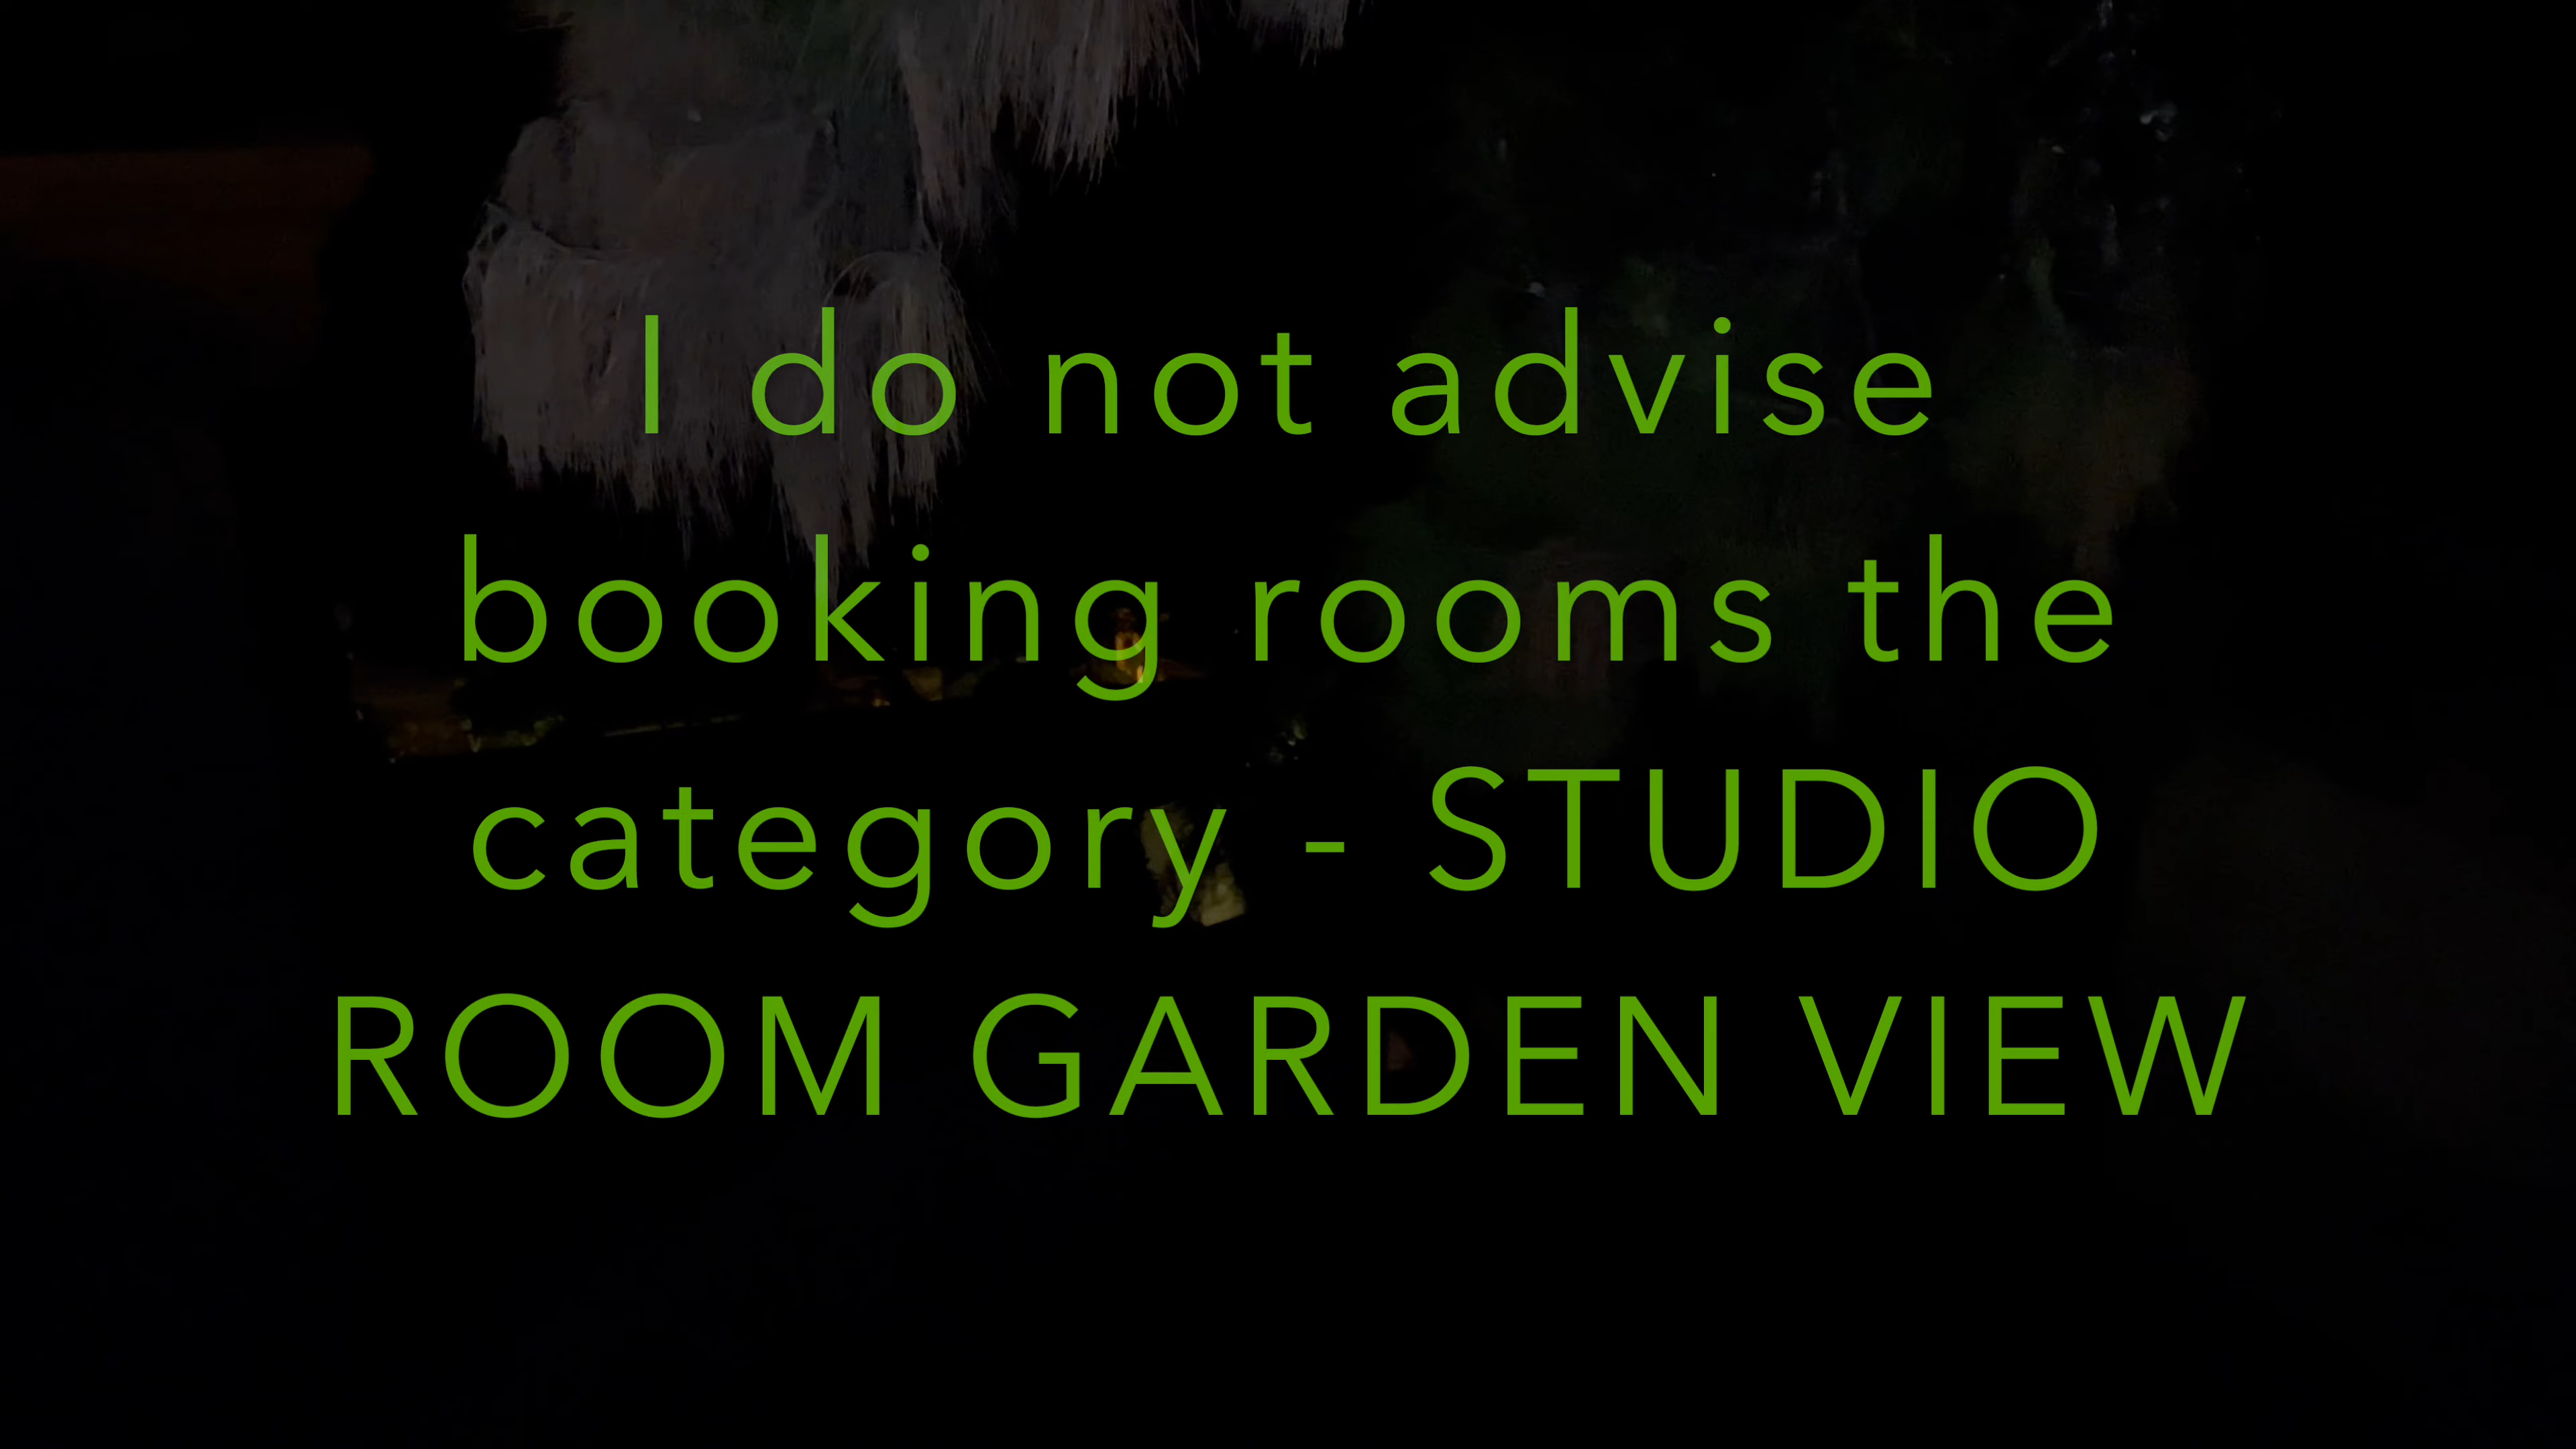 I do not advise
booking rooms the
category - STUDIO
ROOM GARDEN VIEW